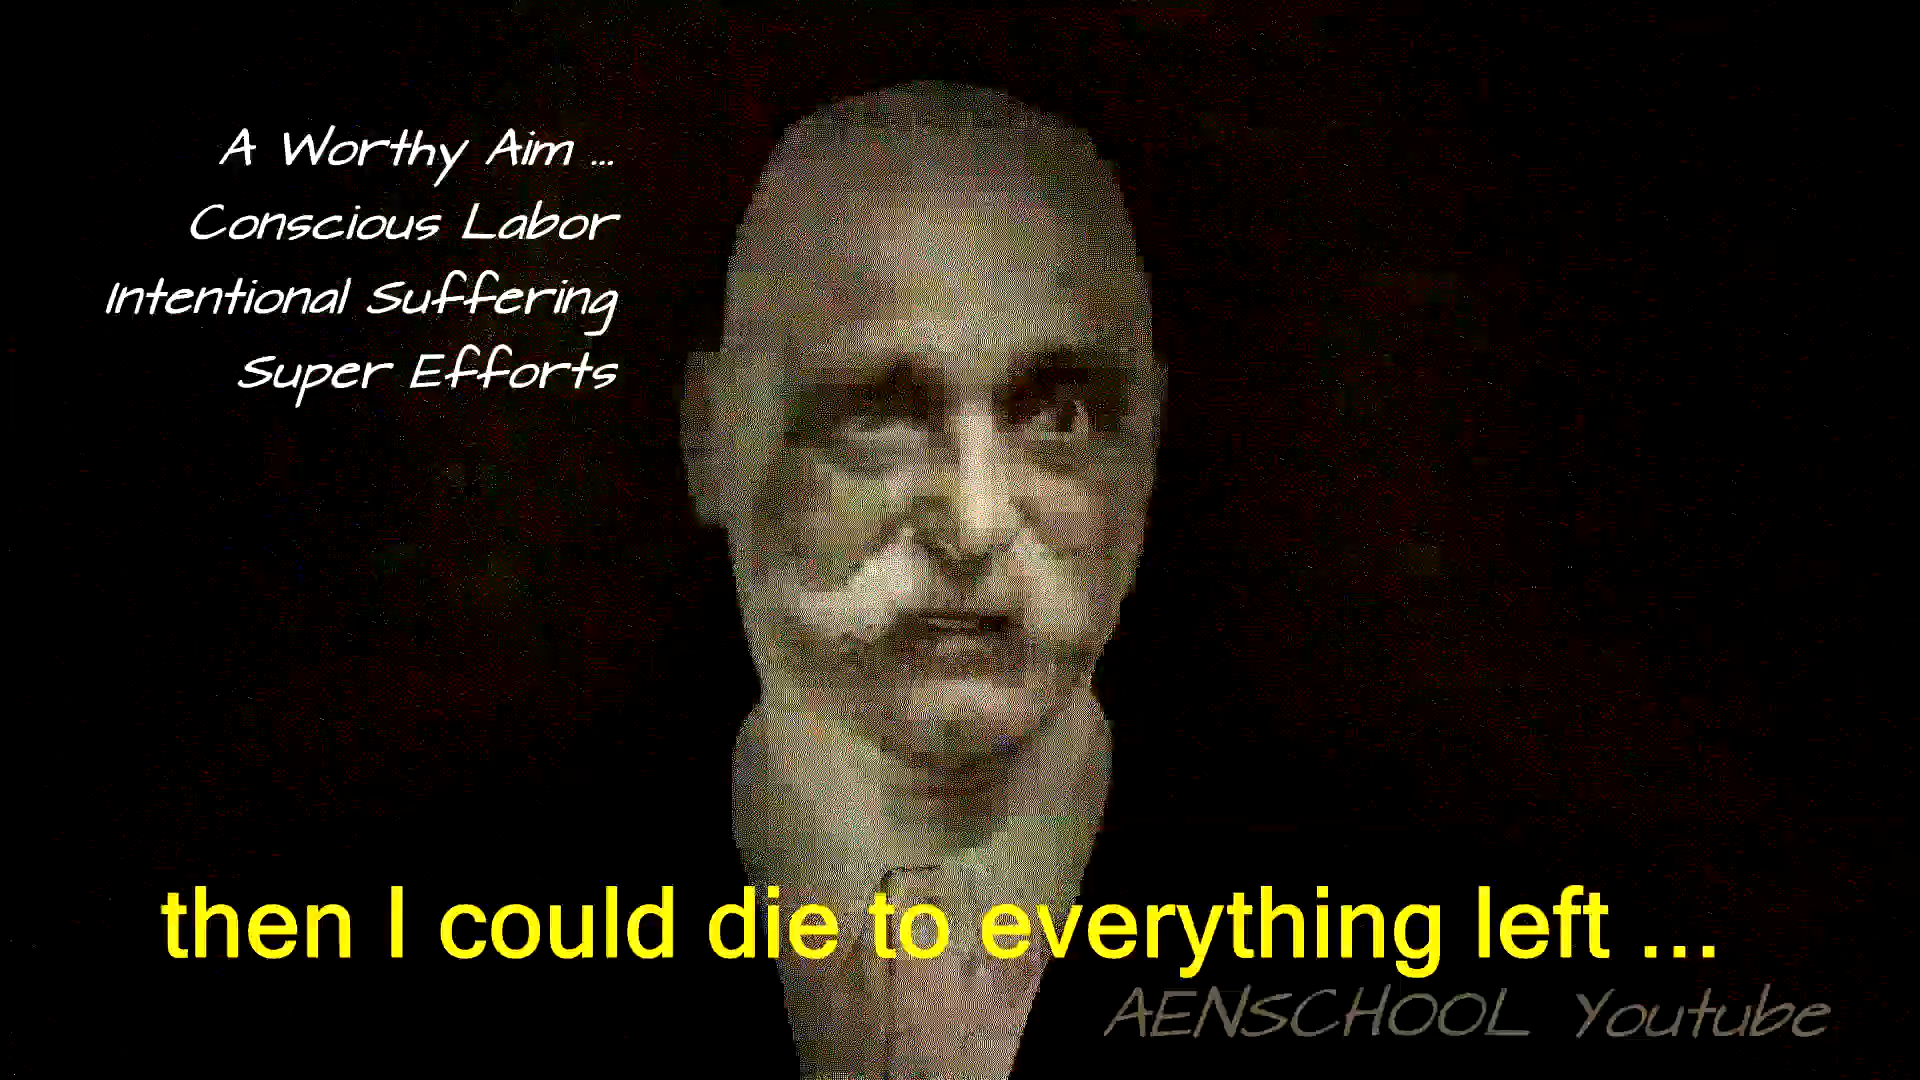 A Worthy Aim ...
Conscious Labor
Intentional Suffering
Super Efforts
then I could die to everything left ...
AENSCHOOL Youtube